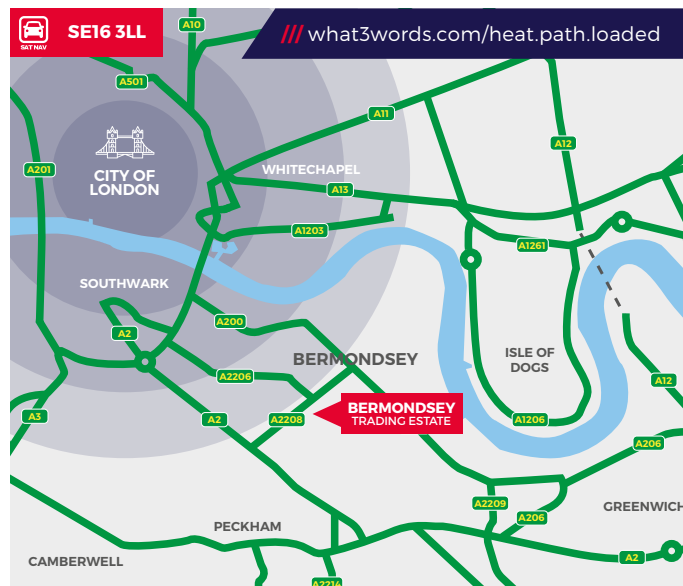 SAT NAV
SE16 3LL
/// what3words.com/heat.path.loaded
A10
A501
A11
A12
A201
CITY OF
LONDON
WHITECHAPEL
A13
A1203
A1261
SOUTHWARK
A200
A2
BERMONDSEY
ISLE OF
DOGS
A2206
A12
A3
A2
A2208
BERMONDSEY
TRADING ESTATE
A1206
A206
A2209
A206
GREENWICH
PECKHAM
A2
CAMBERWELL
A2214